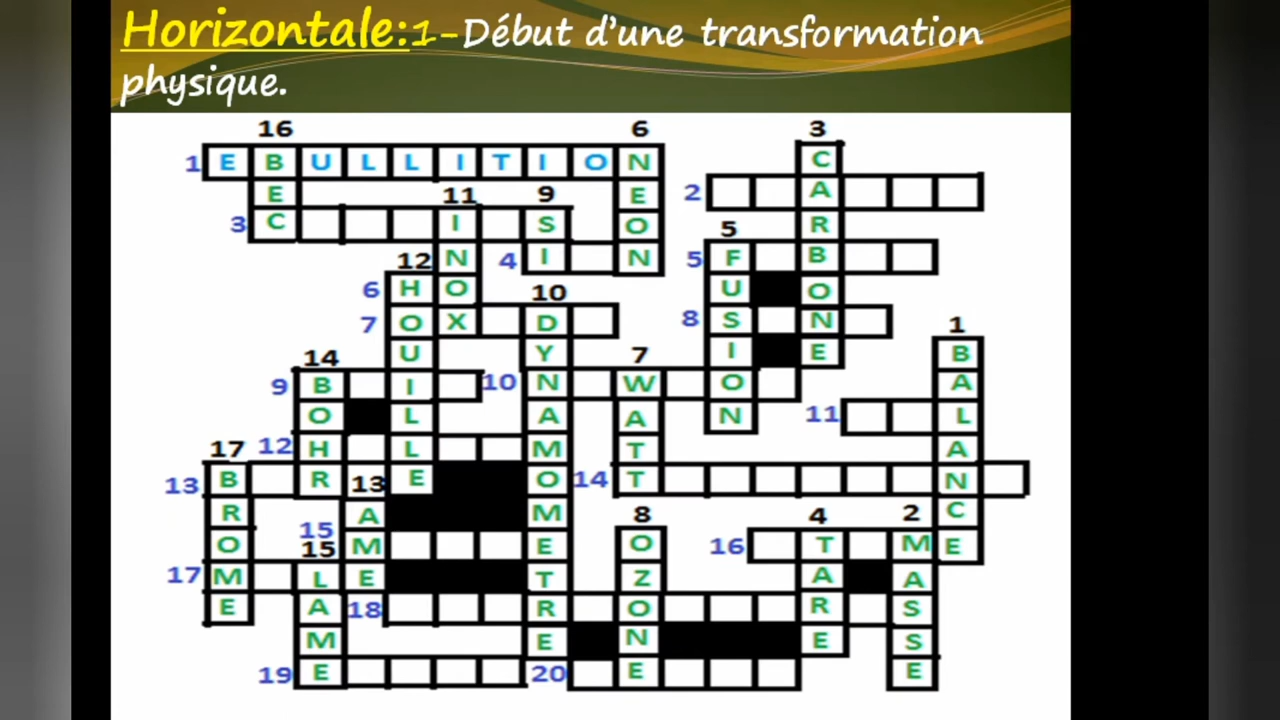 Horizontale:1-Début d'une transformation
physique.
16 6 3
1 E B U L L I T I O N C
E 11 9 E 2 A
3 C I S O 5 R
12 N 4 I N 5 F B
6 H O 10 U O
7 O X D 8 S N 1
14 U Y 7 I E B
9 B I 10 N W O A
O L A A N 11 L
17 12 H L M T A
13 B R 13 E O 14 T N
R A M 8 4 2 C
O 15 M E O 16 T M E
15
17 M L E T Z A A
E A 18 R O R S
M E N E S
19 E 20 E E